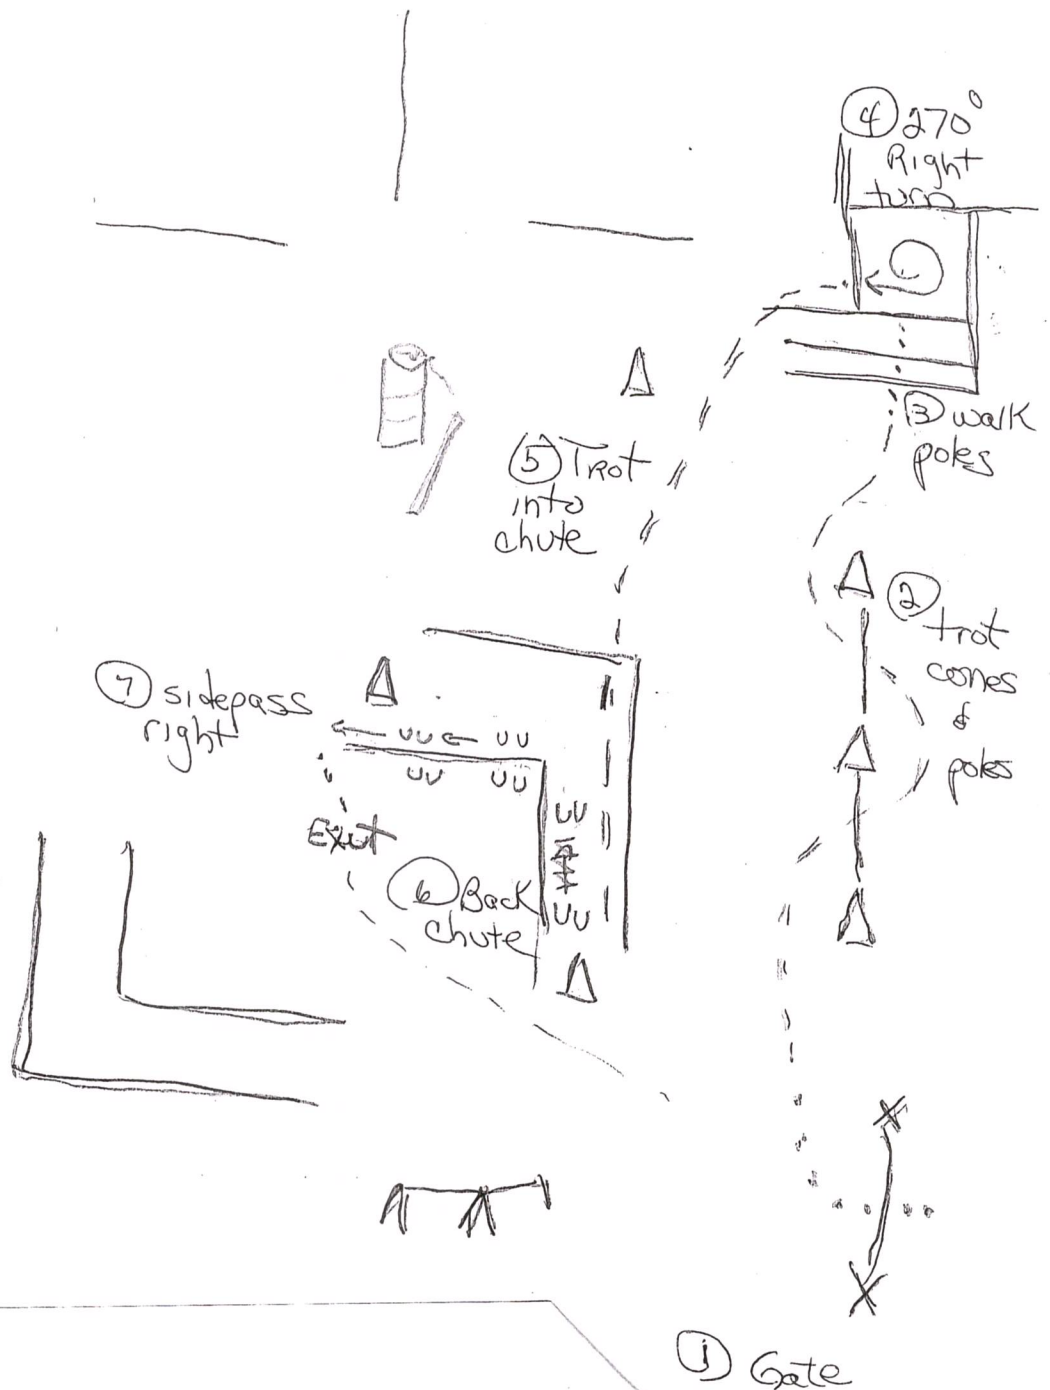 ④ 270°
Right
turn
③ walk
poles
⑤ Trot
into
chute
② trot
cones
&
poles
⑦ sidepass
right
Exit
⑥ Back
chute
① Gate